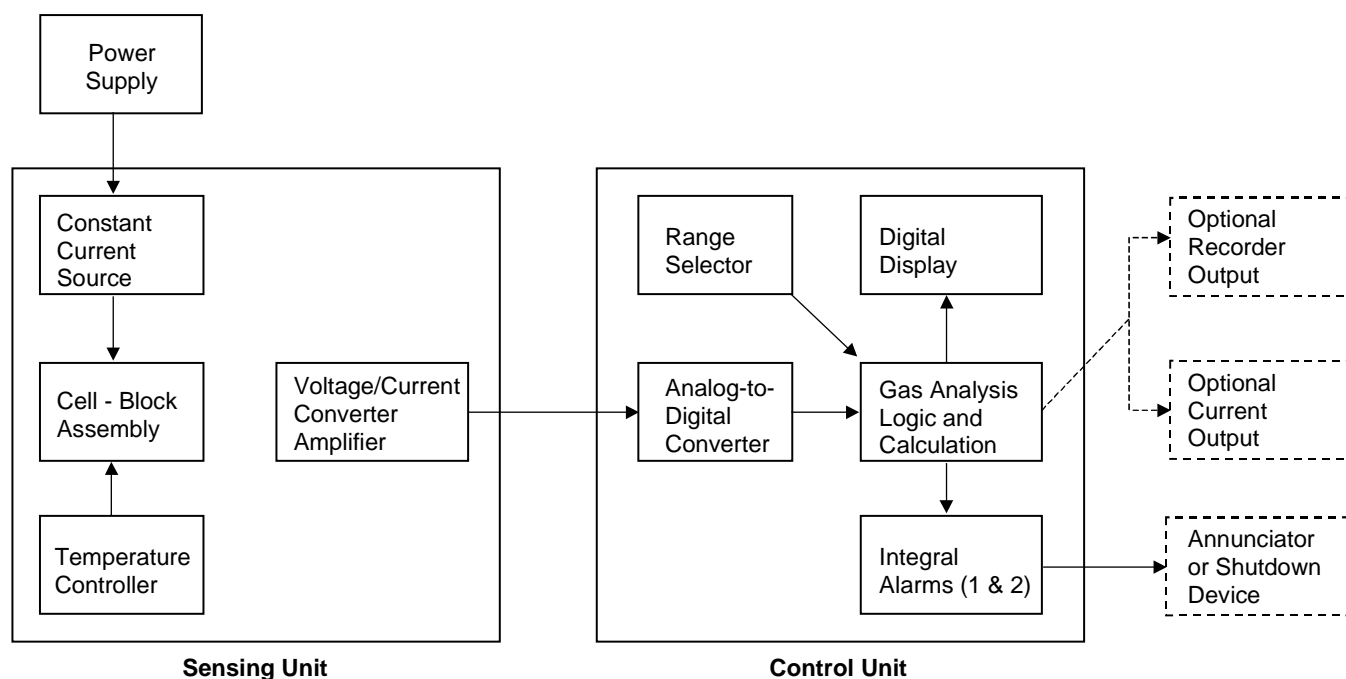 Power
Supply
Constant
Current
Source
Cell - Block
Assembly
Temperature
Controller
Voltage/Current
Converter
Amplifier
Sensing Unit
Range
Selector
Digital
Display
Analog-to-
Digital
Converter
Gas Analysis
Logic and
Calculation
Integral
Alarms (1 & 2)
Control Unit
Optional
Recorder
Output
Optional
Current
Output
Annunciator
or Shutdown
Device